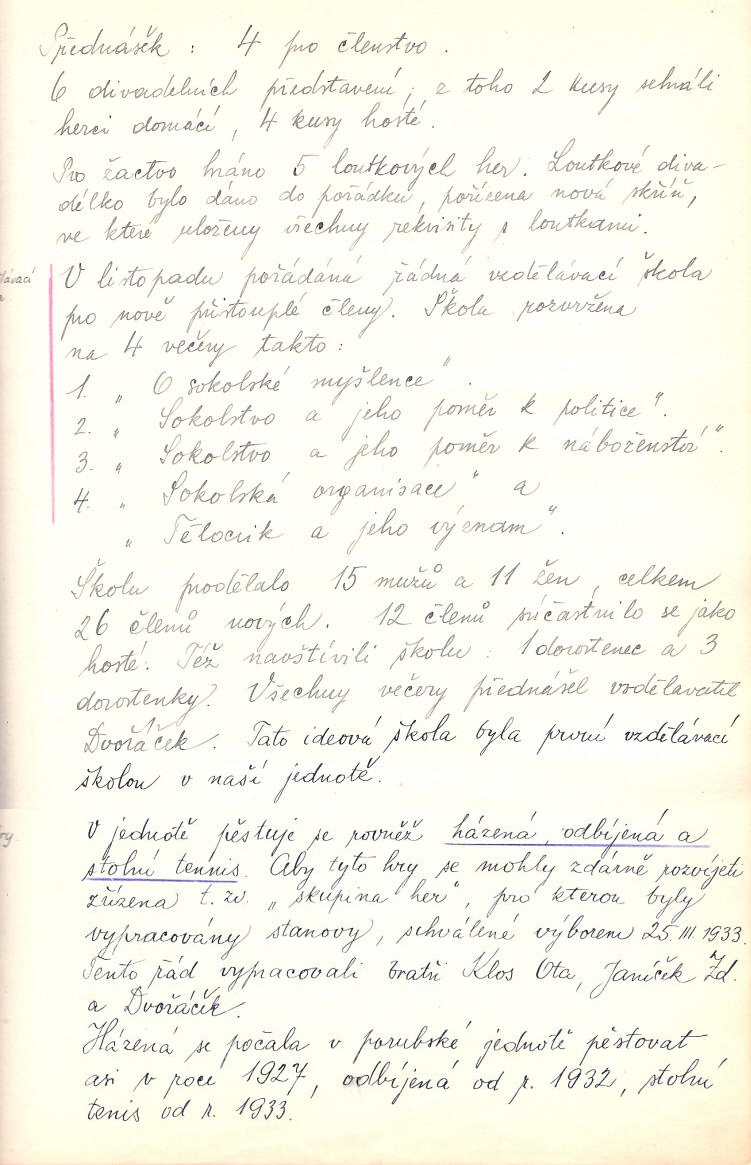 Přednášek : 4 pro členstvo .
6 divadelních představení, z toho 2 kusy sehráli
herci domácí, 4 kusy hosté.
Pro žactvo hráno 5 loutkových her. Loutkové diva-
délko bylo dáno do pořádku, pořízena nová skříň,
ve které uloženy všechny rekvisity s loutkami.
V listopadu pořádána řádná vzdělávací škola
pro nově přistouplé členy. Škola rozvržena
na 4 večery takto :
1. „ O sokolské myšlence “ .
2. „ Sokolstvo a jeho poměr k politice “.
3. „ Sokolstvo a jeho poměr k náboženství “.
4. „ Sokolská organisace “ a
„ Tělocvik a jeho význam “.
Školu prodělalo 15 mužů a 11 žen, celkem
26 členů nových. 12 členů súčastnilo se jako
hosté. Též navštívili školu : 1 dorostenec a 3
dorostenky. Všechny večery přednášel vzdělavatel
Dvořáček. Tato ideová škola byla první vzdělávací
školou v naší jednotě.
V jednotě pěstuje se rovněž házená, odbíjená a
stolní tennis. Aby tyto hry se mohly zdárně rozvíjeti
zřízena t. zv. „ skupina her “, pro kterou byly
vypracovány stanovy, schválené výborem 25. III. 1933.
Tento řád vypracovali bratři Klos Ota, Janíček Zd.
a Dvořáčik.
Házená se počala v porubské jednotě pěstovat
asi v roce 1927, odbíjená od r. 1932, stolní
tenis od r. 1933.